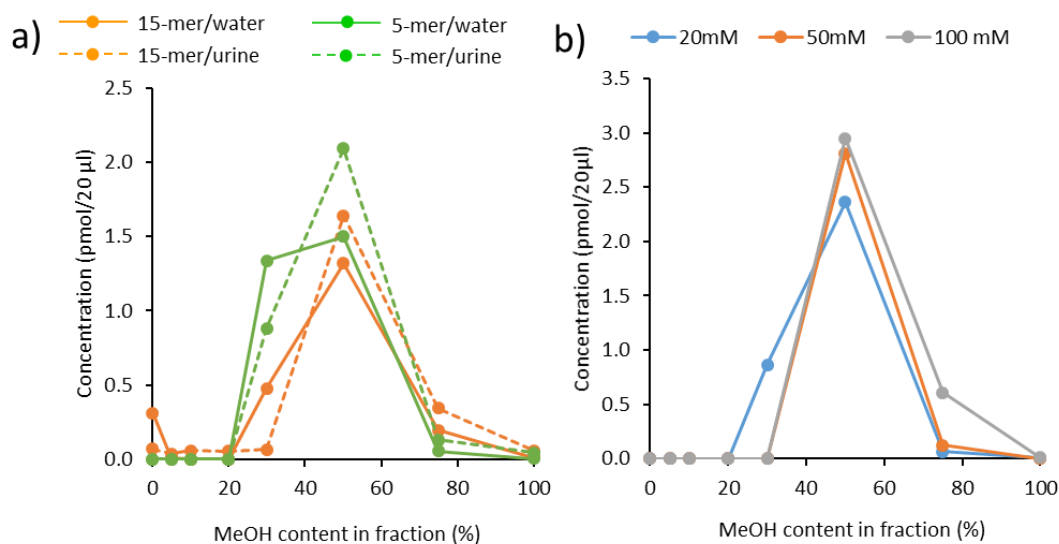 a)
15-mer/water
5-mer/water
15-mer/urine
5-mer/urine
Concentration (pmol/20 µl)
2.5
2.0
1.5
1.0
0.5
0.0
0 20 40 60 80 100
MeOH content in fraction (%)
b)
20mM 50mM 100 mM
Concentration (pmol/20µl)
3.5
3.0
2.5
2.0
1.5
1.0
0.5
0.0
0 20 40 60 80 100
MeOH content in fraction (%)